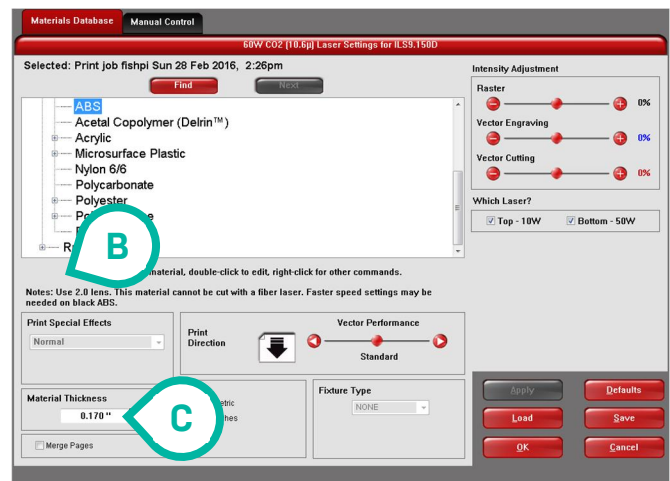 Materials Database Manual Control
60W CO2 (10.6µ) Laser Settings for ILS9.150D
Selected: Print job fishpi Sun 28 Feb 2016, 2:26pm
Find Next
ABS
Acetal Copolymer (Delrin™)
Acrylic
Microsurface Plastic
Nylon 6/6
Polycarbonate
Polyester
B
material, double-click to edit, right-click for other commands.
Notes: Use 2.0 lens. This material cannot be cut with a fiber laser. Faster speed settings may be
needed on black ABS.
Print Special Effects
Normal
Print
Direction
Vector Performance
Standard
Material Thickness
0.170 "
C
Merge Pages
Fixture Type
NONE
Intensity Adjustment
Raster
0%
Vector Engraving
0%
Vector Cutting
0%
Which Laser?
Top - 10W Bottom - 50W
Apply Defaults
Load Save
OK Cancel